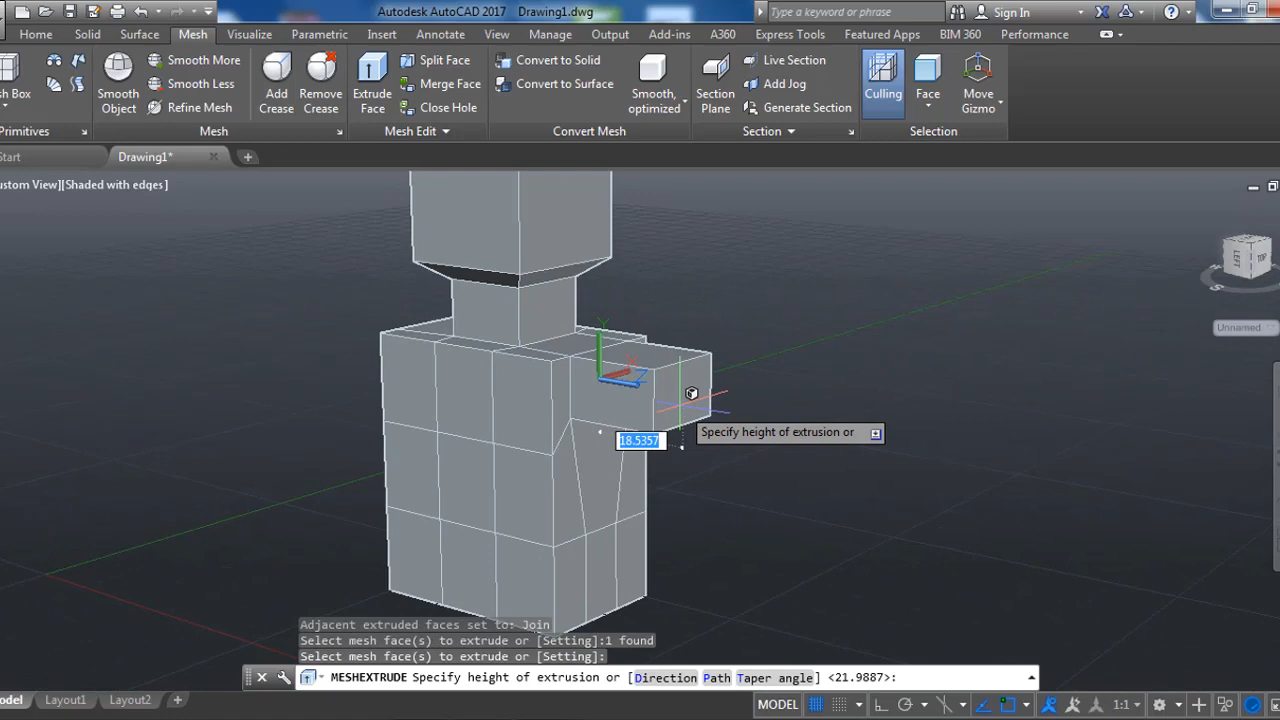 Autodesk AutoCAD 2017 Drawing1.dwg
Type a keyword or phrase
Sign In
Home Solid Surface Mesh Visualize Parametric Insert Annotate View Manage Output Add-ins A360 Express Tools Featured Apps BIM 360 Performance
Smooth More
Smooth Less
Refine Mesh
sh Box
Smooth Object
Add Crease
Remove Crease
Extrude Face
Split Face
Merge Face
Close Hole
Convert to Solid
Convert to Surface
Smooth, optimized
Section Plane
Live Section
Add Jog
Generate Section
Culling
Face
Move Gizmo
Primitives Mesh Mesh Edit Convert Mesh Section Selection
Start Drawing1*
ustom View][Shaded with edges]
TOP
Unnamed
Y
X
18.5357
Specify height of extrusion or
Adjacent extruded faces set to: Join
Select mesh face(s) to extrude or [Setting]:1 found
Select mesh face(s) to extrude or [Setting]:
MESHEXTRUDE Specify height of extrusion or [Direction Path Taper angle] <21.9887>:
odel Layout1 Layout2
MODEL
1:1